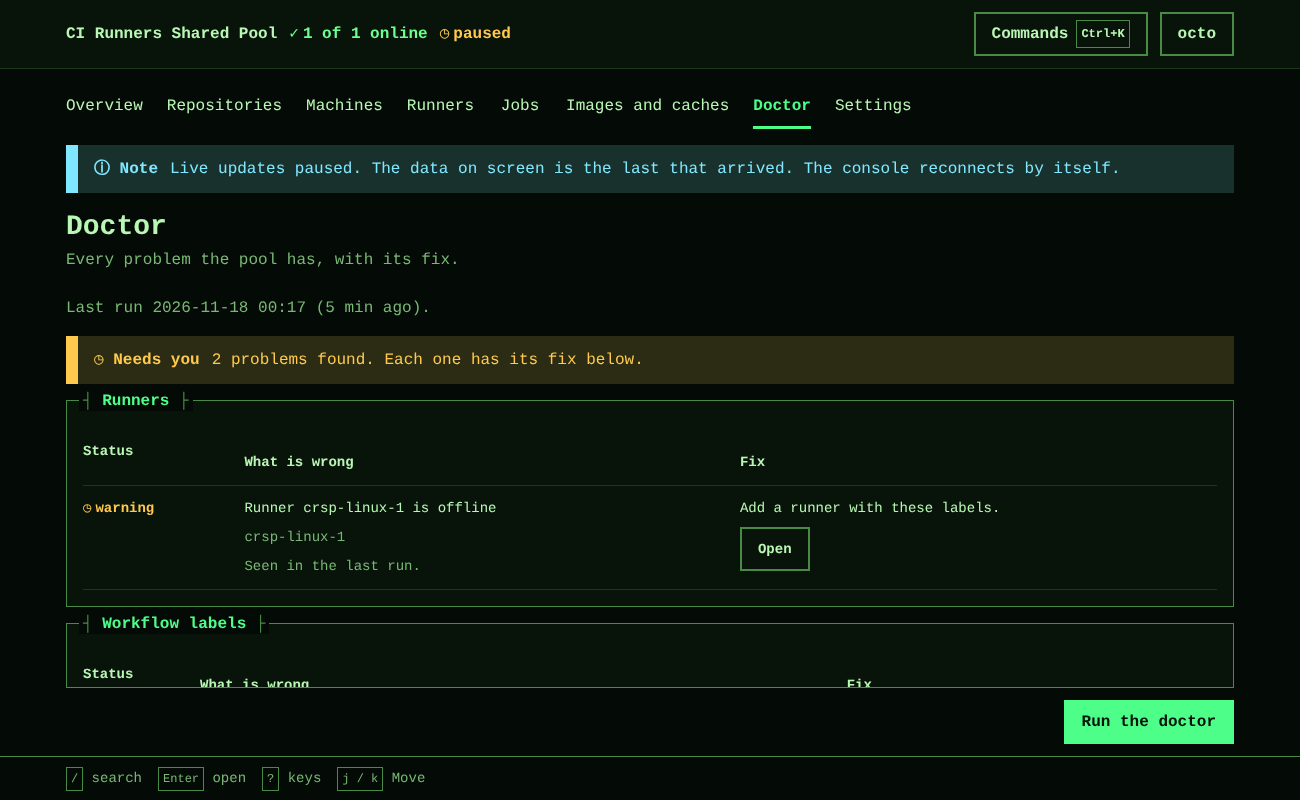 CI Runners Shared Pool ✓ 1 of 1 online ◷ paused
Commands Ctrl+K octo
Overview Repositories Machines Runners Jobs Images and caches Doctor Settings
ⓘ Note Live updates paused. The data on screen is the last that arrived. The console reconnects by itself.
Doctor
Every problem the pool has, with its fix.
Last run 2026-11-18 00:17 (5 min ago).
◷ Needs you 2 problems found. Each one has its fix below.
Runners
Status What is wrong Fix
◷ warning Runner crsp-linux-1 is offline Add a runner with these labels.
crsp-linux-1
Open
Seen in the last run.
Workflow labels
Status What is wrong Fix
Run the doctor
/ search Enter open ? keys j / k Move